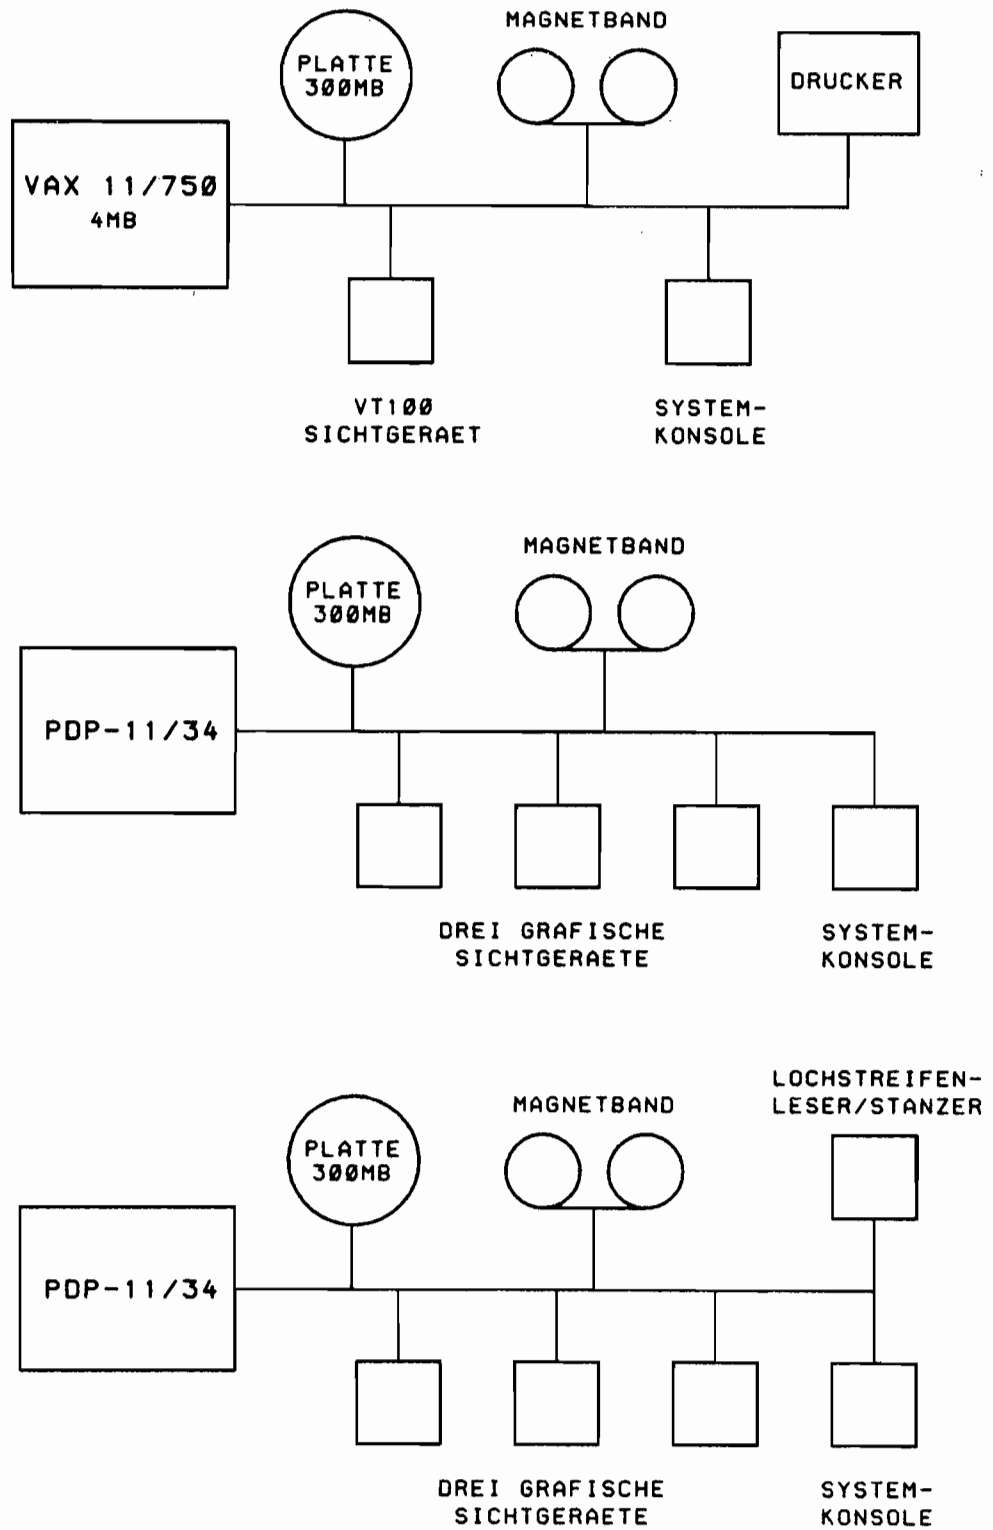 MAGNETBAND
PLATTE
300MB
DRUCKER
VAX 11/750
4MB
VT100
SICHTGERAET
SYSTEM-
KONSOLE
MAGNETBAND
PLATTE
300MB
PDP-11/34
DREI GRAFISCHE
SICHTGERAETE
SYSTEM-
KONSOLE
LOCHSTREIFEN-
LESER/STANZER
MAGNETBAND
PLATTE
300MB
PDP-11/34
DREI GRAFISCHE
SICHTGERAETE
SYSTEM-
KONSOLE